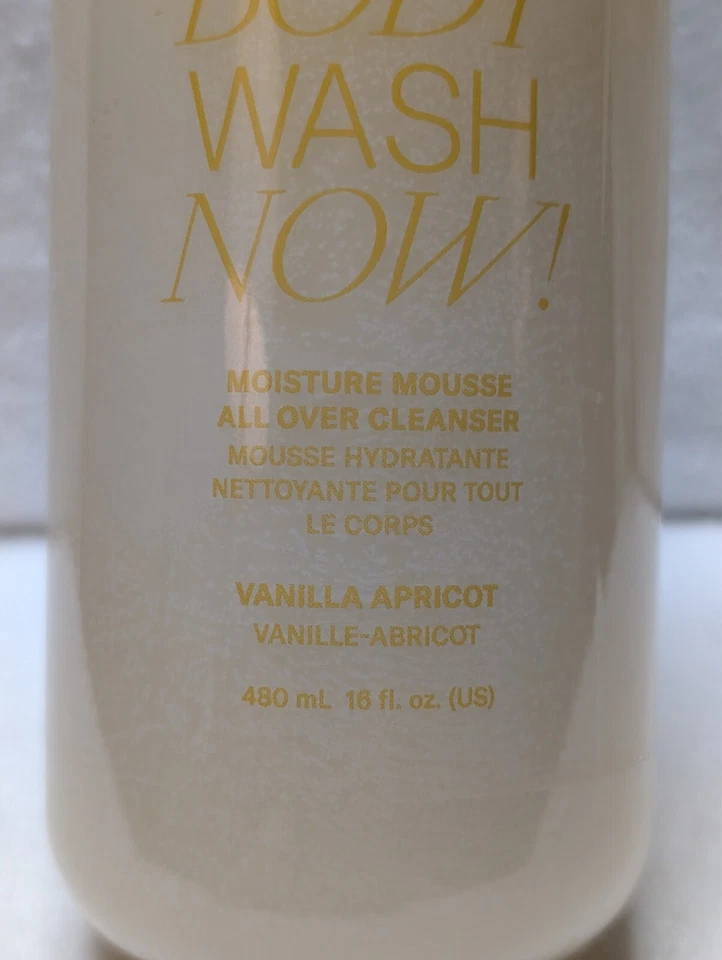 BODY
WASH
NOW!
MOISTURE MOUSSE
ALL OVER CLEANSER
MOUSSE HYDRATANTE
NETTOYANTE POUR TOUT
LE CORPS
VANILLA APRICOT
VANILLE-ABRICOT
480 mL 16 fl. oz. (US)